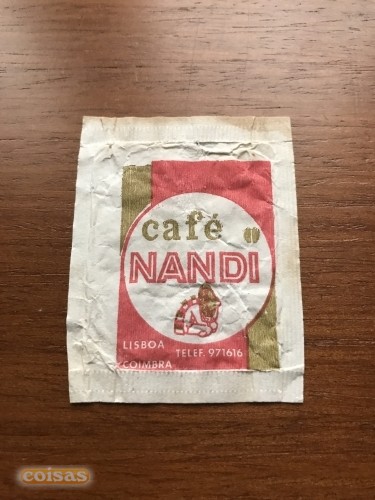 café
NANDI
LISBOA
TELEF. 971616
COIMBRA
coisas